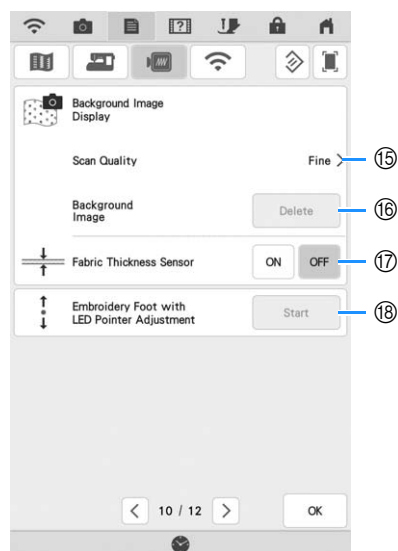 Background Image
Display
Scan Quality
Fine >
⑮
Background
Image
Delete
⑯
Fabric Thickness Sensor
ON
OFF
⑰
Embroidery Foot with
LED Pointer Adjustment
Start
⑱
< 10 / 12 >
OK